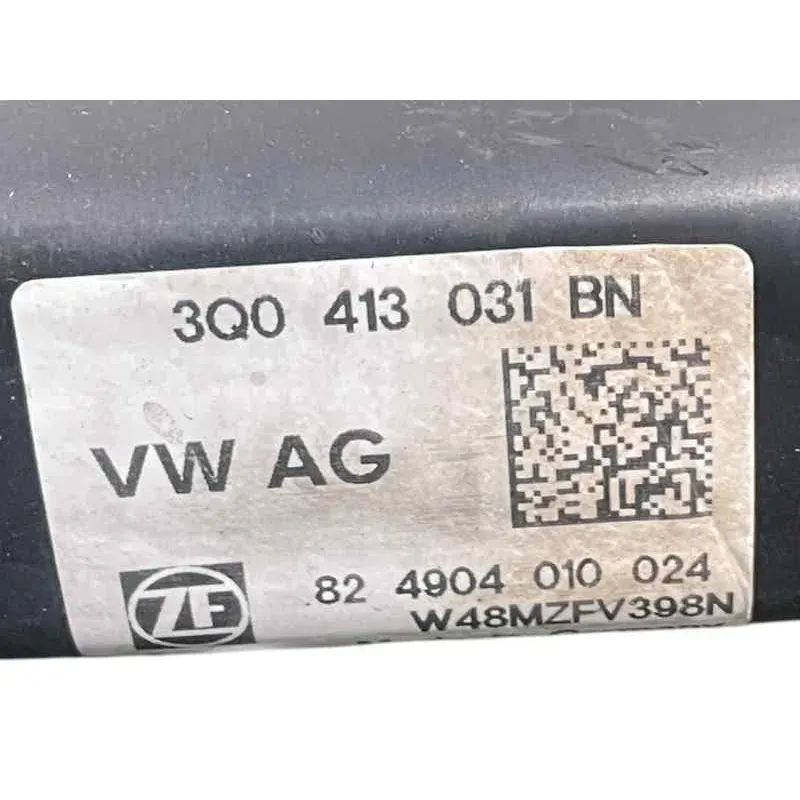 3Q0 413 031 BN
VW AG
ZF
82 4904 010 024
W48MZFV398N